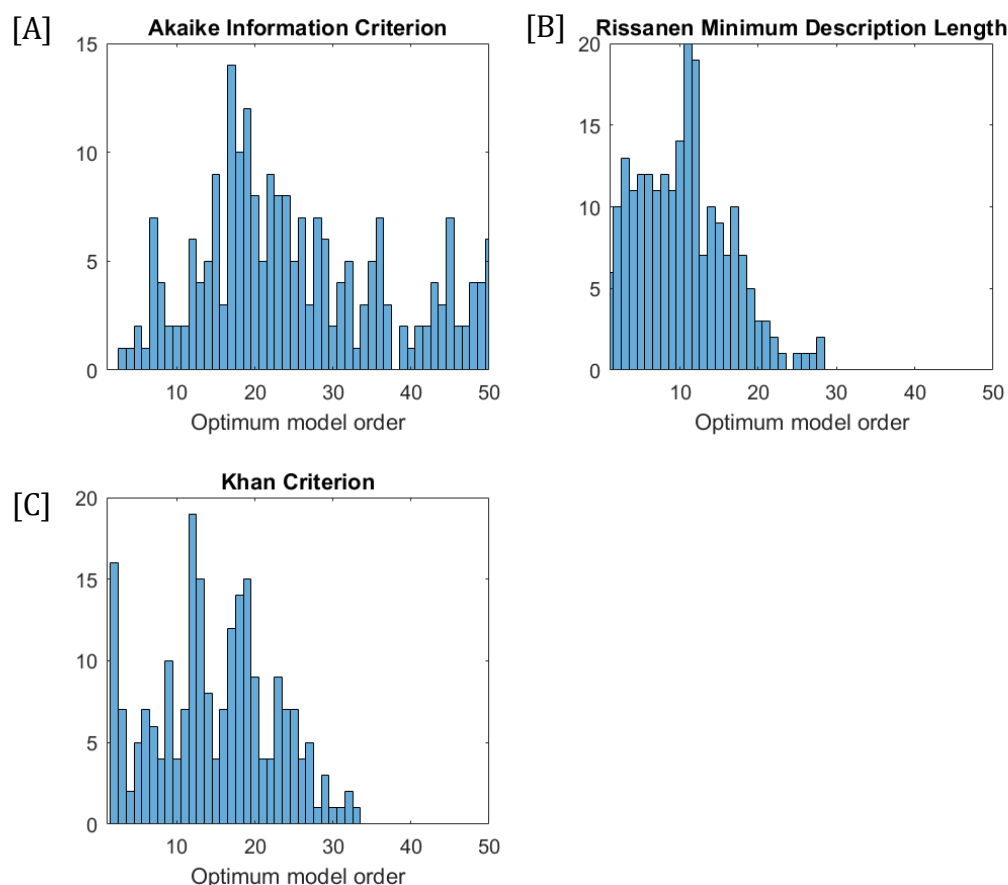 [A]
Akaike Information Criterion
15
10
5
0
10 20 30 40 50
Optimum model order
[B]
Rissanen Minimum Description Length
20
15
10
5
0
10 20 30 40 50
Optimum model order
[C]
Khan Criterion
20
15
10
5
0
10 20 30 40 50
Optimum model order